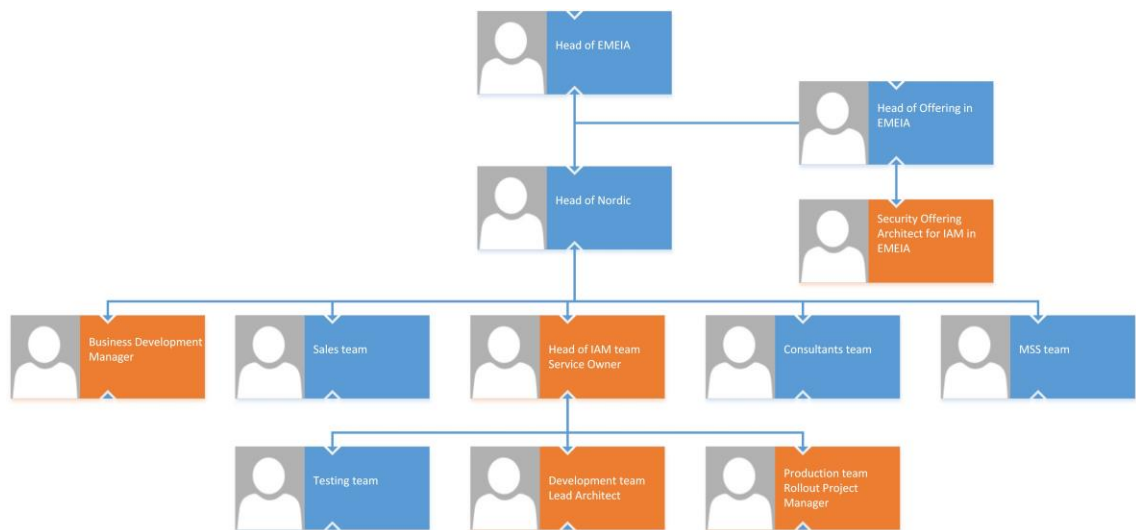 Head of EMEIA
Head of Offering in
EMEIA
Head of Nordic
Security Offering
Architect for IAM in
EMEIA
Business Development
Manager
Sales team
Head of IAM team
Service Owner
Consultants team
MSS team
Testing team
Development team
Lead Architect
Production team
Rollout Project
Manager